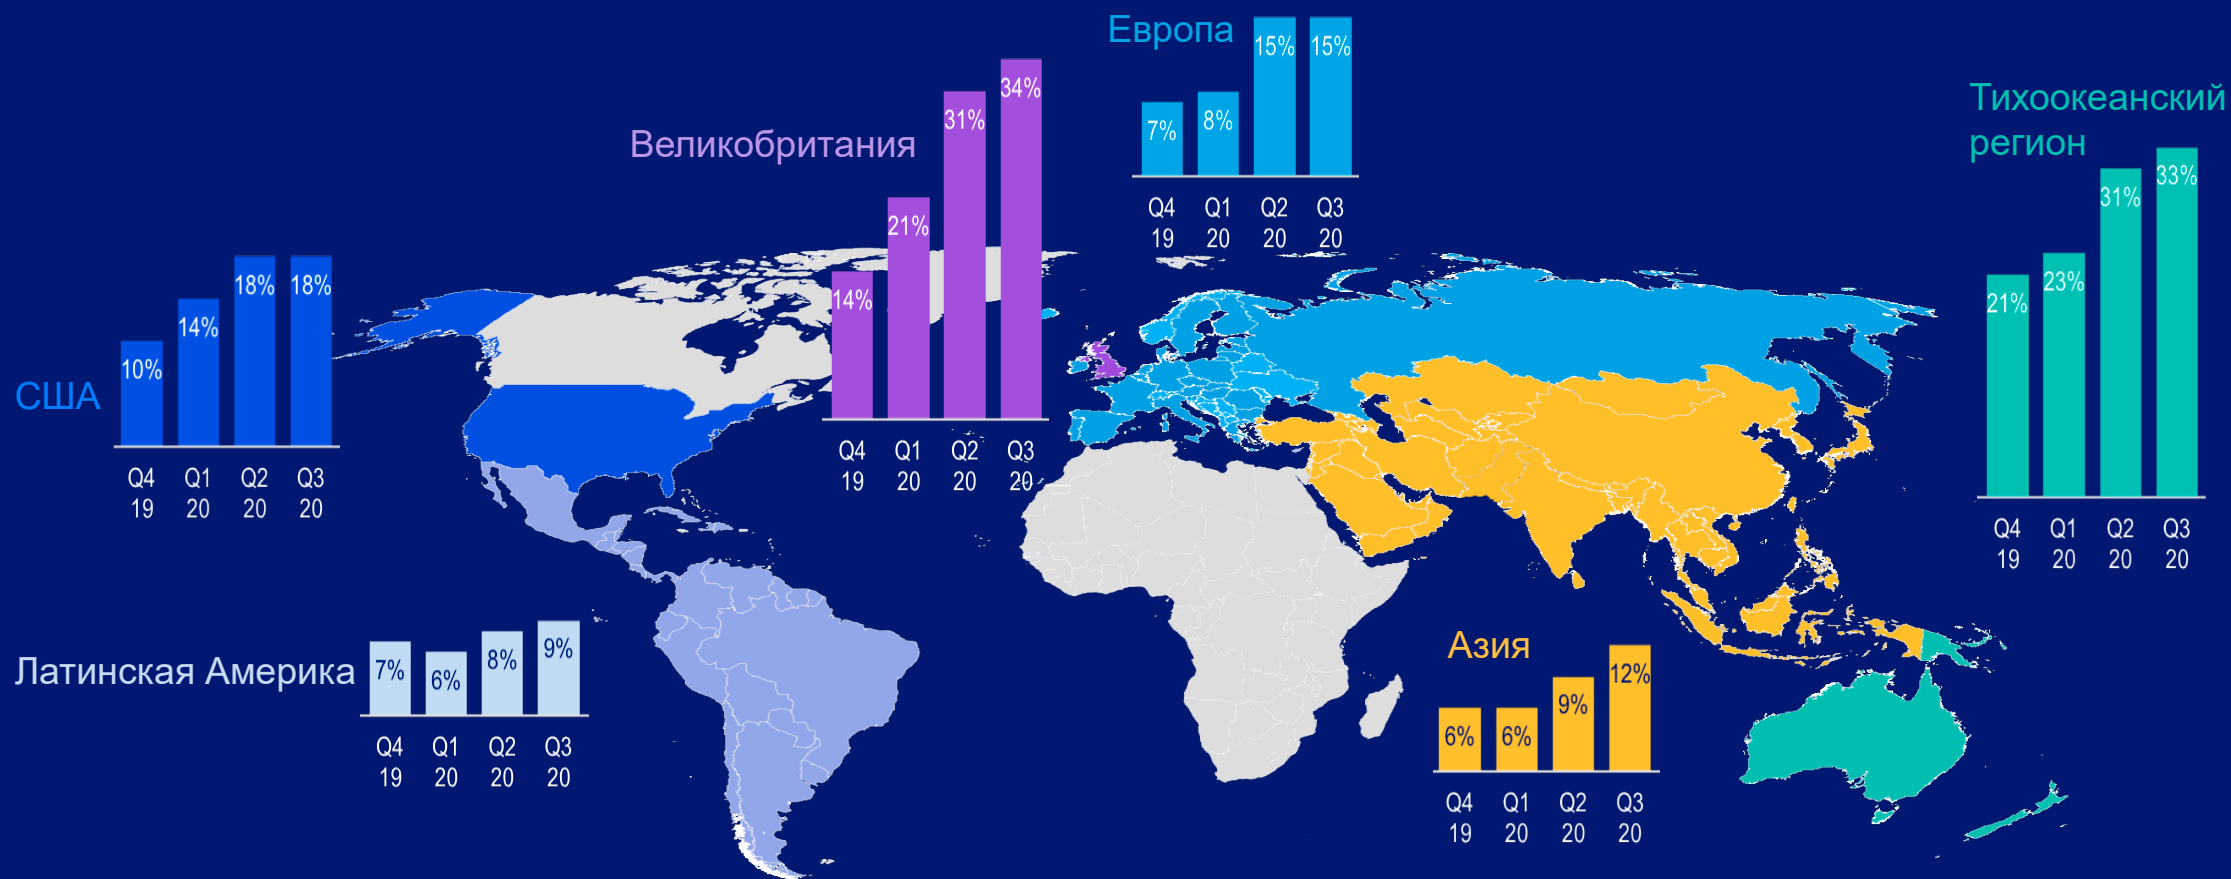 Европа
15% 15%
7% 8%
Q4 Q1 Q2 Q3
19 20 20 20
Великобритания
34%
31%
21%
14%
Q4 Q1 Q2 Q3
19 20 20 20
Тихоокеанский
регион
33%
31%
23%
21%
Q4 Q1 Q2 Q3
19 20 20 20
США
18% 18%
14%
10%
Q4 Q1 Q2 Q3
19 20 20 20
Латинская Америка
7% 6% 8% 9%
Q4 Q1 Q2 Q3
19 20 20 20
Азия
12%
9%
6% 6%
Q4 Q1 Q2 Q3
19 20 20 20